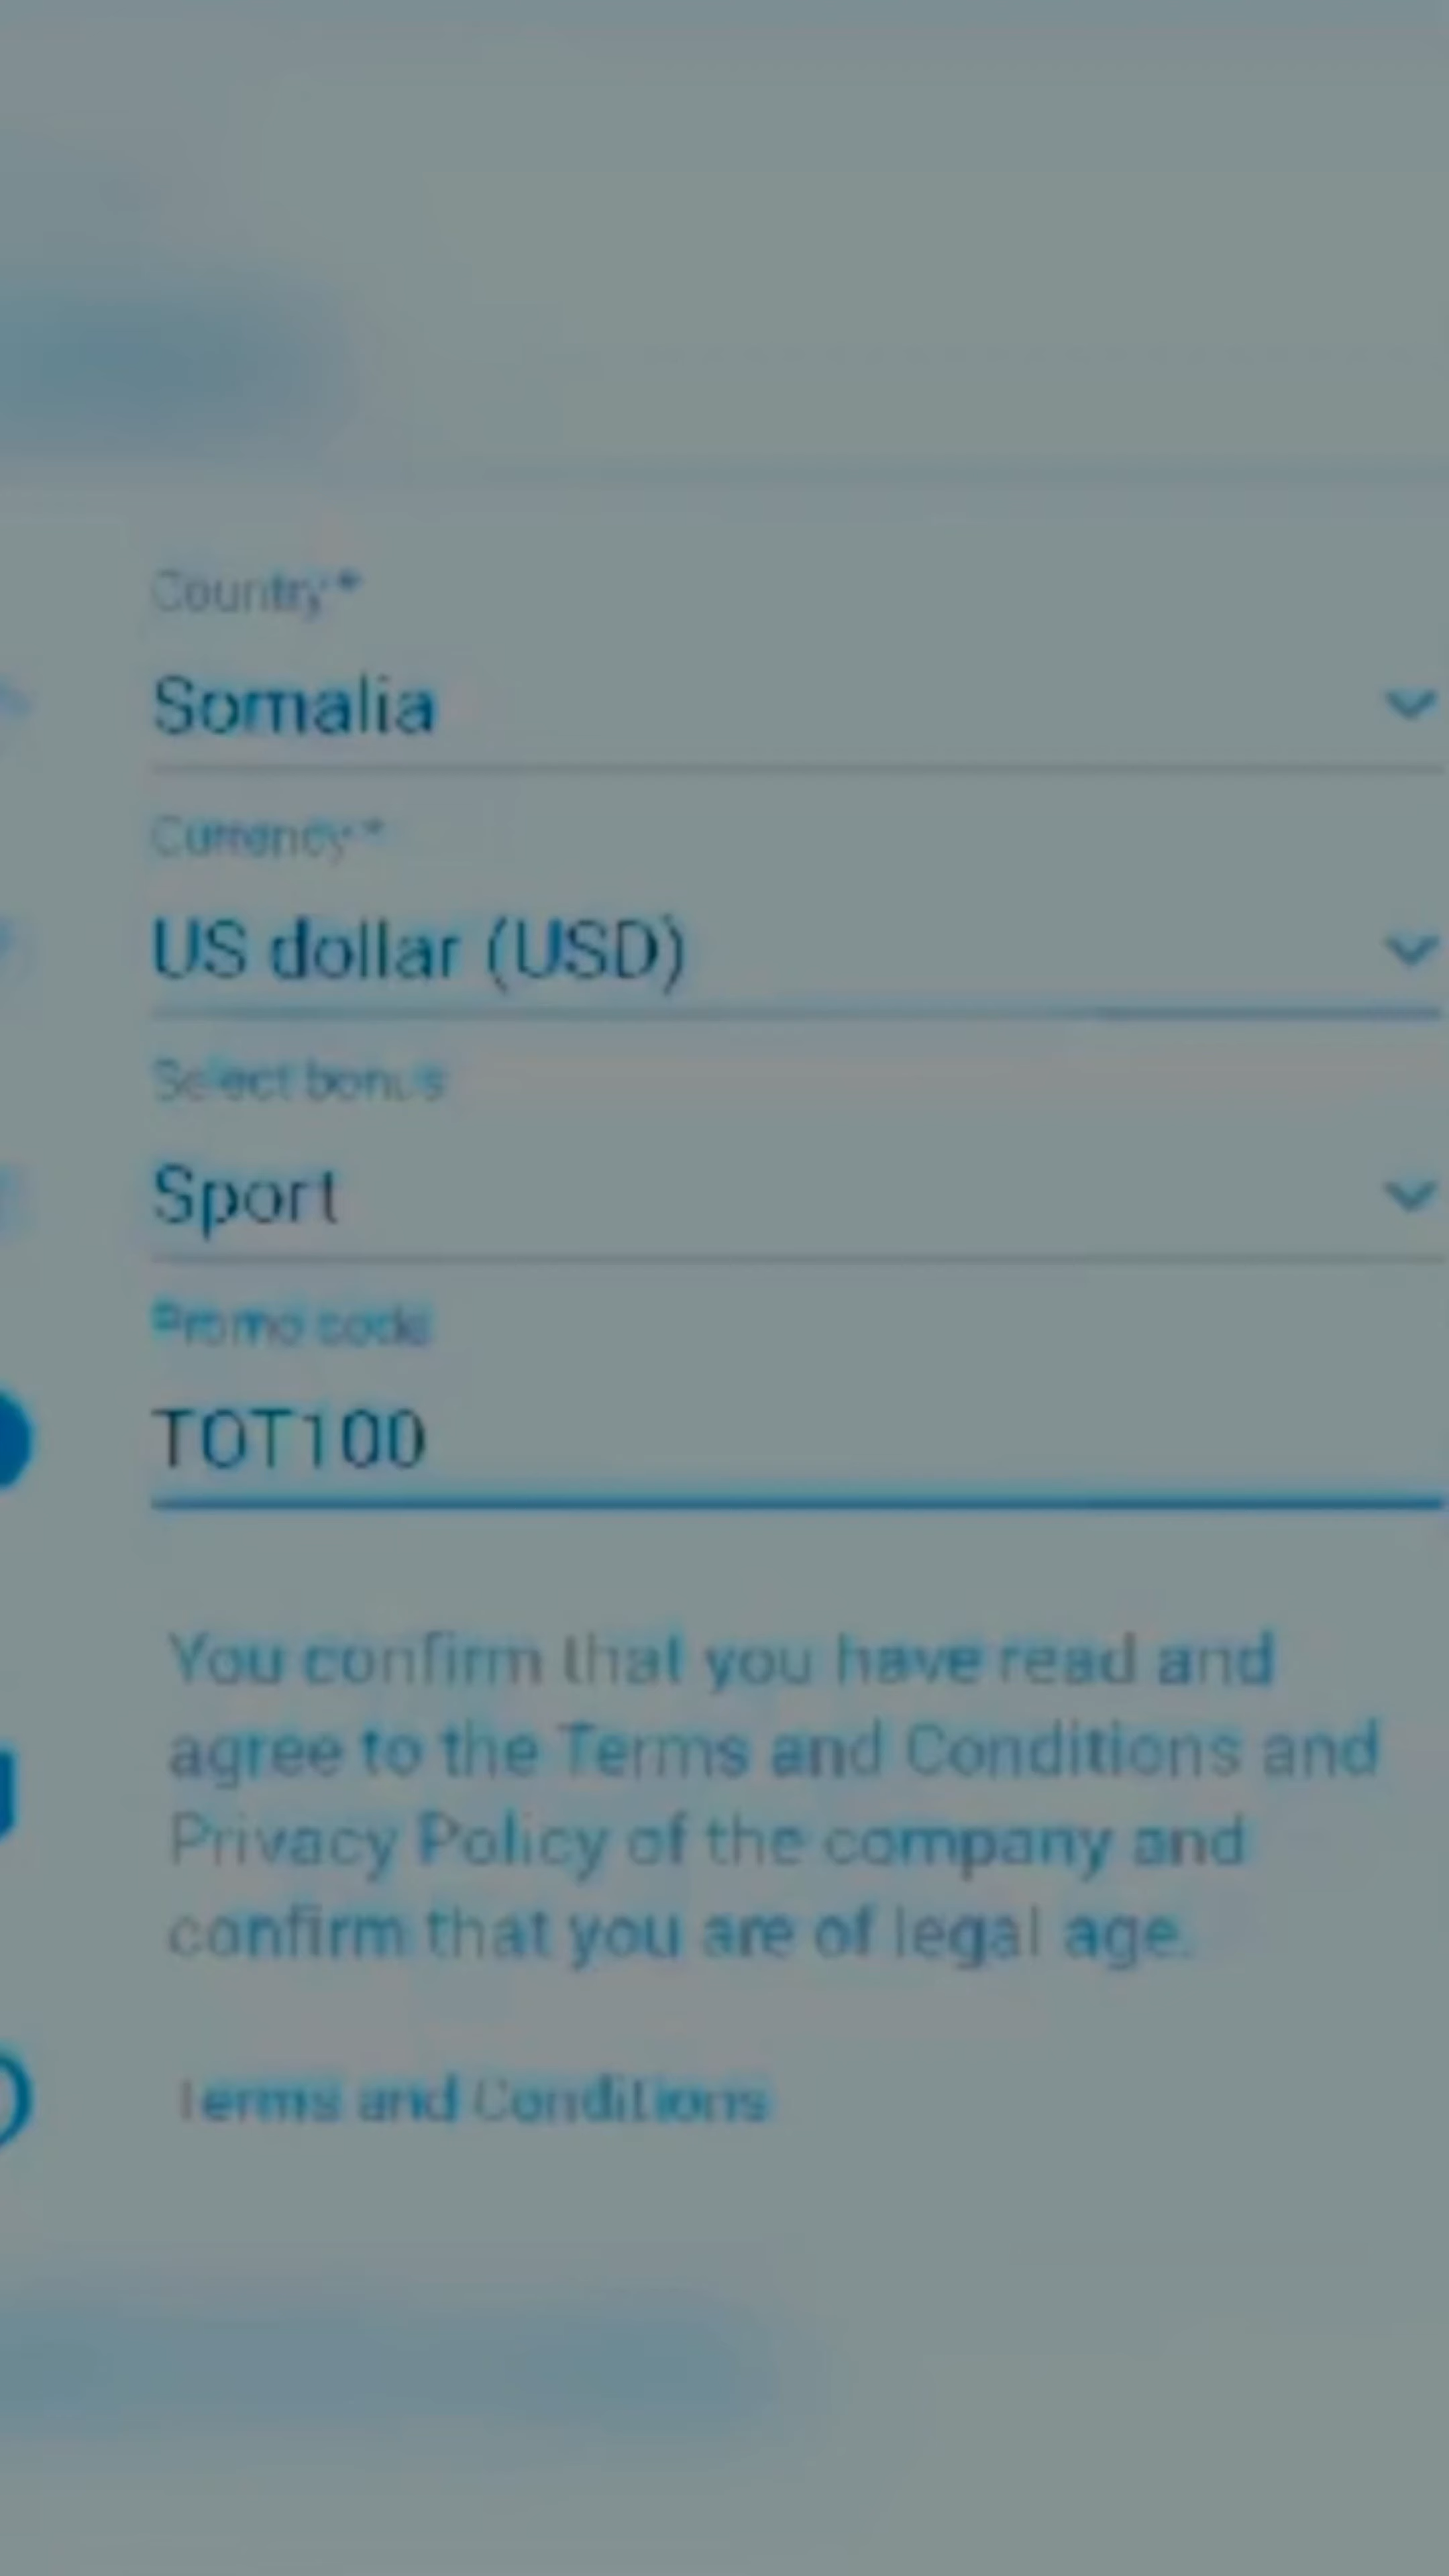 Country*
Somalia
Currency*
US dollar (USD)
Select bonus
Sport
Promo code
TOT100
You confirm that you have read and
agree to the Terms and Conditions and
Privacy Policy of the company and
confirm that you are of legal age.
Terms and Conditions